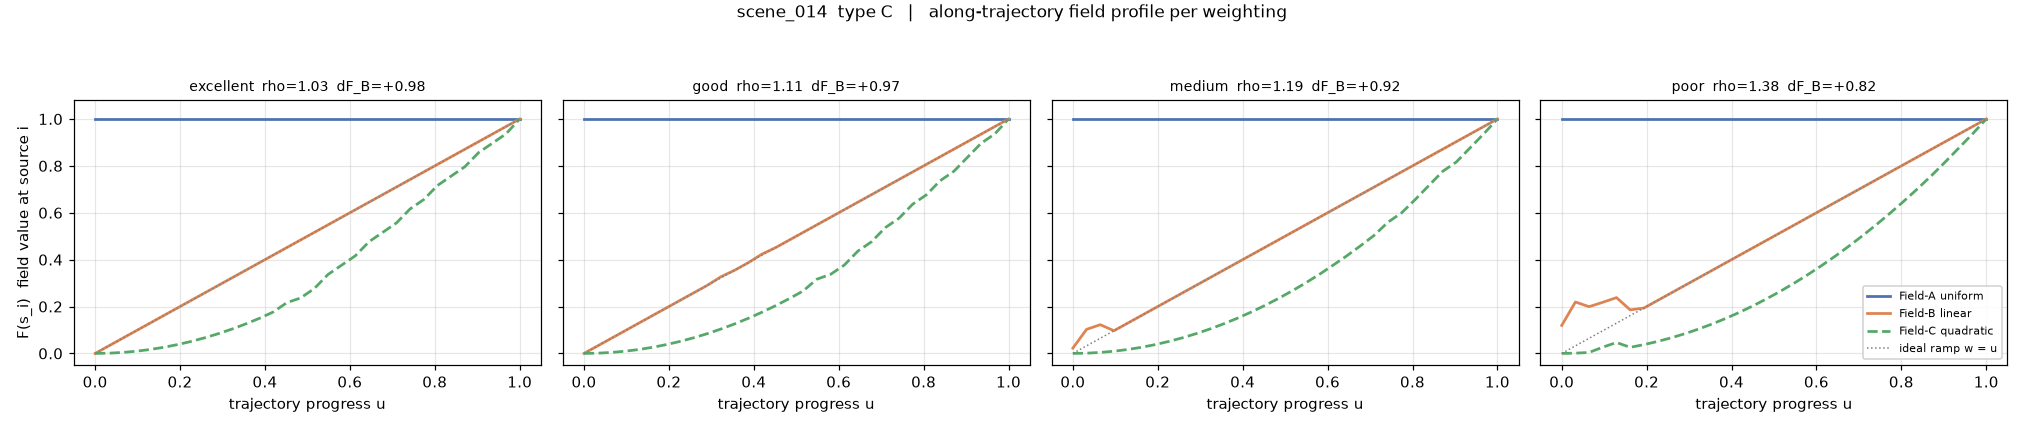 scene_014  type C   |   along-trajectory field profile per weighting
excellent  rho=1.03  dF_B=+0.98
good  rho=1.11  dF_B=+0.97
medium  rho=1.19  dF_B=+0.92
poor  rho=1.38  dF_B=+0.82
F(s_i)  field value at source i
1.0
0.8
0.6
0.4
0.2
0.0
0.0 0.2 0.4 0.6 0.8 1.0
0.0 0.2 0.4 0.6 0.8 1.0
0.0 0.2 0.4 0.6 0.8 1.0
0.0 0.2 0.4 0.6 0.8 1.0
trajectory progress u
trajectory progress u
trajectory progress u
trajectory progress u
Field-A uniform
Field-B linear
Field-C quadratic
ideal ramp w = u